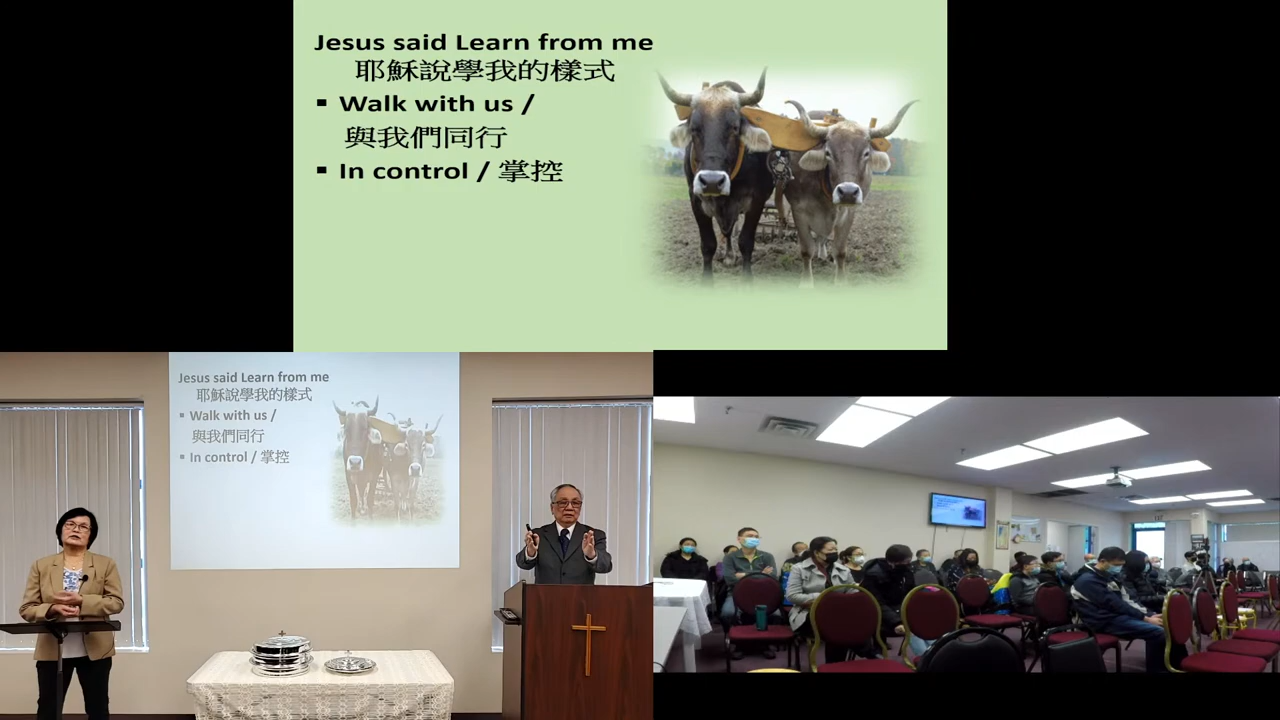 Jesus said Learn from me
耶穌說學我的樣式
▪ Walk with us /
與我們同行
▪ In control / 掌控
Jesus said Learn from me
耶穌說學我的樣式
▪ Walk with us /
與我們同行
▪ In control / 掌控